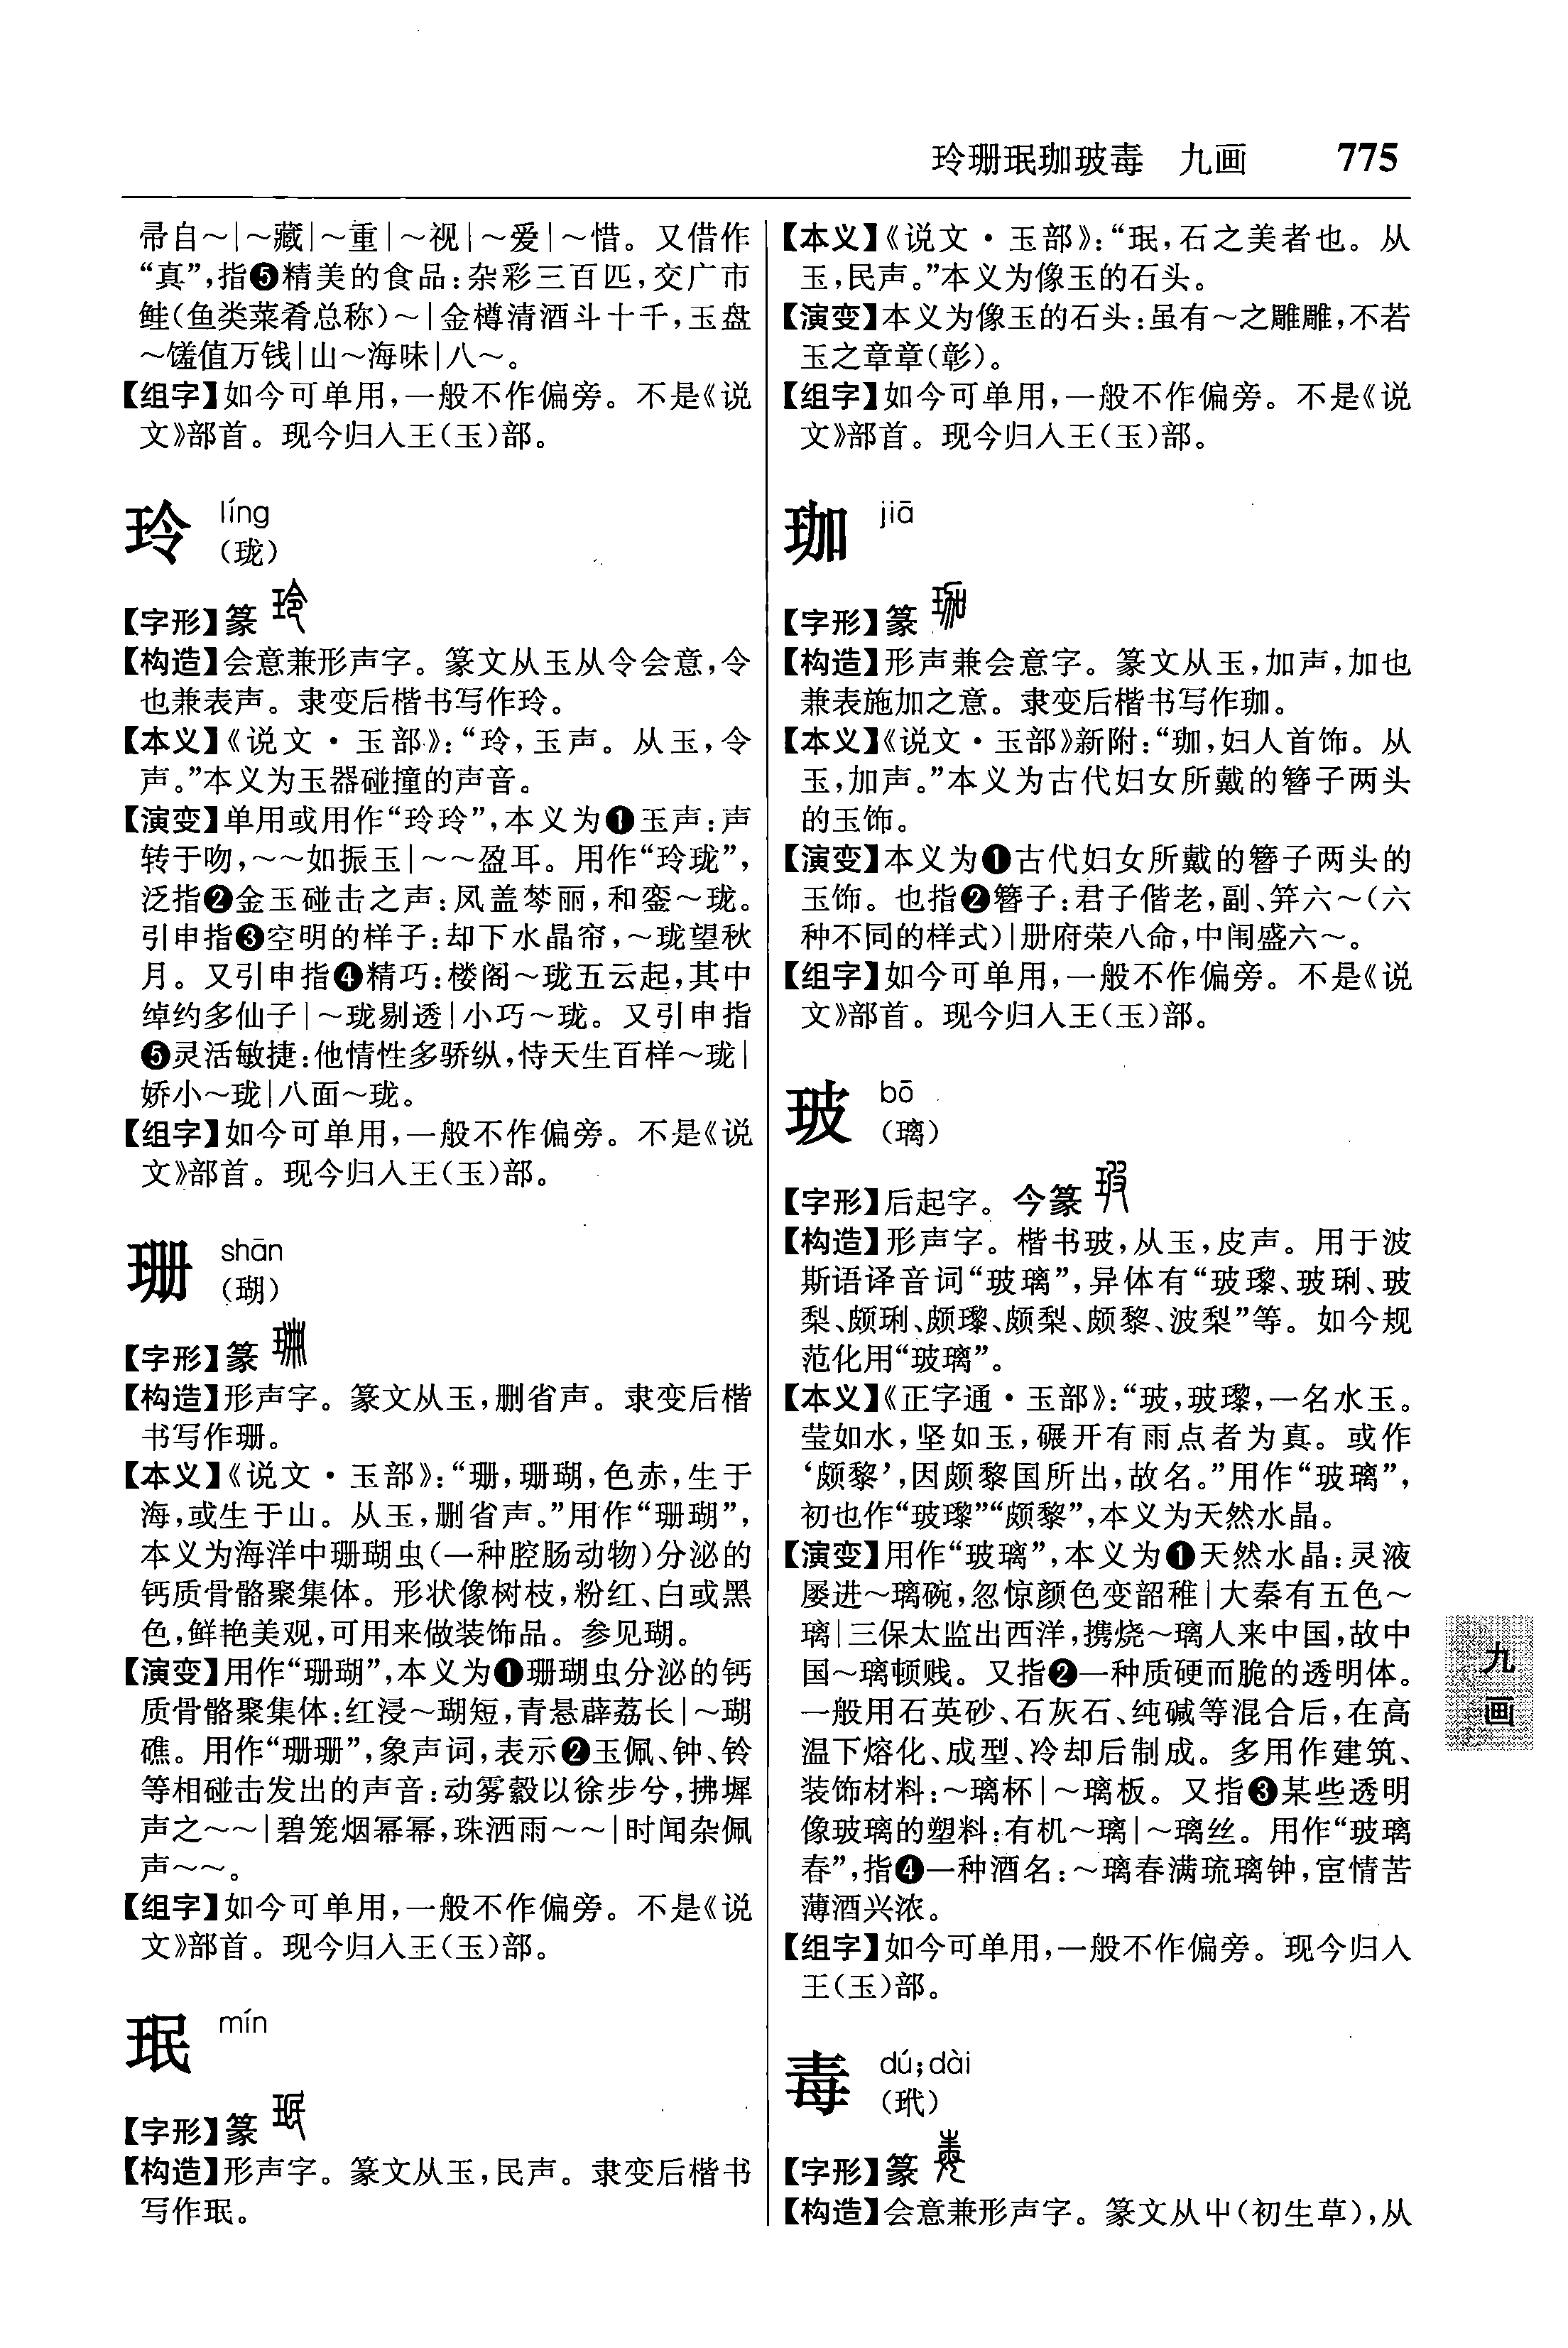 玲珊珉珈玻毒 九画 775
帚自～|～藏|～重|～视|～爱|～惜。又借作
“真”,指❺精美的食品:杂彩三百匹,交广市
鲑(鱼类菜肴总称)～|金樽清酒斗十千,玉盘
～馐值万钱|山～海味|八～。
【组字】如今可单用,一般不作偏旁。不是《说
文》部首。现今归入王(玉)部。
玲 líng
(珑)
【字形】篆
【构造】会意兼形声字。篆文从玉从令会意,令
也兼表声。隶变后楷书写作玲。
【本义】《说文·玉部》:“玲,玉声。从玉,令
声。”本义为玉器碰撞的声音。
【演变】单用或用作“玲玲”,本义为❶玉声:声
转于吻,～～如振玉|～～盈耳。用作“玲珑”,
泛指❷金玉碰击之声:凤盖棽丽,和銮～珑。
引申指❸空明的样子:却下水晶帘,～珑望秋
月。又引申指❹精巧:楼阁～珑五云起,其中
绰约多仙子|～珑剔透|小巧～珑。又引申指
❺灵活敏捷:他情性多骄纵,恃天生百样～珑|
娇小～珑|八面～珑。
【组字】如今可单用,一般不作偏旁。不是《说
文》部首。现今归入王(玉)部。
珊 shān
(瑚)
【字形】篆
【构造】形声字。篆文从玉,删省声。隶变后楷
书写作珊。
【本义】《说文·玉部》:“珊,珊瑚,色赤,生于
海,或生于山。从玉,删省声。”用作“珊瑚”,
本义为海洋中珊瑚虫(一种腔肠动物)分泌的
钙质骨骼聚集体。形状像树枝,粉红、白或黑
色,鲜艳美观,可用来做装饰品。参见瑚。
【演变】用作“珊瑚”,本义为❶珊瑚虫分泌的钙
质骨骼聚集体:红浸～瑚短,青悬薜荔长|～瑚
礁。用作“珊珊”,象声词,表示❷玉佩、钟、铃
等相碰击发出的声音:动雾縠以徐步兮,拂墀
声之～～|碧笼烟幂幂,珠洒雨～～|时闻杂佩
声～～。
【组字】如今可单用,一般不作偏旁。不是《说
文》部首。现今归入王(玉)部。
珉 mín
【字形】篆
【构造】形声字。篆文从玉,民声。隶变后楷书
写作珉。
【本义】《说文·玉部》:“珉,石之美者也。从
玉,民声。”本义为像玉的石头。
【演变】本义为像玉的石头:虽有～之雕雕,不若
玉之章章(彰)。
【组字】如今可单用,一般不作偏旁。不是《说
文》部首。现今归入王(玉)部。
珈 jiā
【字形】篆
【构造】形声兼会意字。篆文从玉,加声,加也
兼表施加之意。隶变后楷书写作珈。
【本义】《说文·玉部》新附:“珈,妇人首饰。从
玉,加声。”本义为古代妇女所戴的簪子两头
的玉饰。
【演变】本义为❶古代妇女所戴的簪子两头的
玉饰。也指❷簪子:君子偕老,副、笄六～(六
种不同的样式)|册府荣八命,中闱盛六～。
【组字】如今可单用,一般不作偏旁。不是《说
文》部首。现今归入王(玉)部。
玻 bō
(璃)
【字形】后起字。今篆
【构造】形声字。楷书玻,从玉,皮声。用于波
斯语译音词“玻璃”,异体有“玻瓈、玻琍、玻
梨、颇琍、颇瓈、颇梨、颇黎、波梨”等。如今规
范化用“玻璃”。
【本义】《正字通·玉部》:“玻,玻瓈,一名水玉。
莹如水,坚如玉,碾开有雨点者为真。或作
‘颇黎’,因颇黎国所出,故名。”用作“玻璃”,
初也作“玻瓈”“颇黎”,本义为天然水晶。
【演变】用作“玻璃”,本义为❶天然水晶:灵液
屡进～璃碗,忽惊颜色变韶稚|大秦有五色～
璃|三保太监出西洋,携烧～璃人来中国,故中
国～璃顿贱。又指❷一种质硬而脆的透明体。
一般用石英砂、石灰石、纯碱等混合后,在高
温下熔化、成型、冷却后制成。多用作建筑、
装饰材料:～璃杯|～璃板。又指❸某些透明
像玻璃的塑料:有机～璃|～璃丝。用作“玻璃
春”,指❹一种酒名:～璃春满琉璃钟,宦情苦
薄酒兴浓。
【组字】如今可单用,一般不作偏旁。现今归入
王(玉)部。
毒 dú;dài
(玳)
【字形】篆
【构造】会意兼形声字。篆文从屮(初生草),从
九画